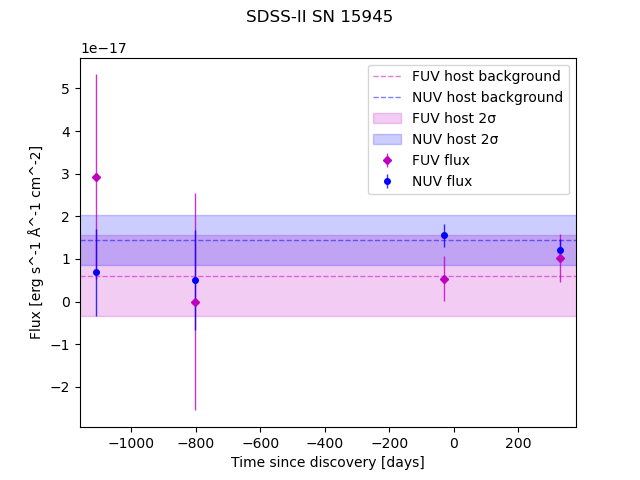 SDSS-II SN 15945
1e−17
FUV host background
NUV host background
FUV host 2σ
NUV host 2σ
FUV flux
NUV flux
5
4
3
2
1
0
−1
−2
Flux [erg s^-1 Å^-1 cm^-2]
−1000
−800
−600
−400
−200
0
200
Time since discovery [days]